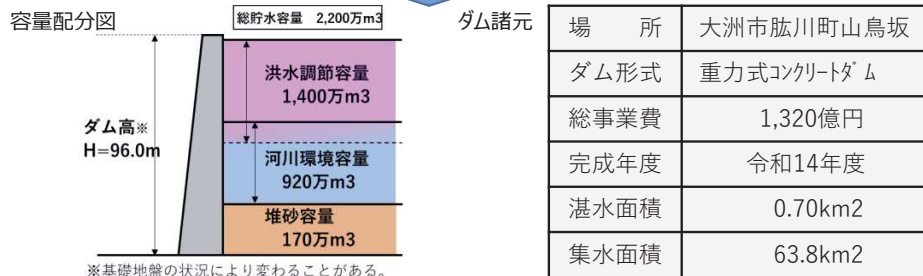 容量配分図
総貯水容量 2,200万m3
洪水調節容量
1,400万m3
ダム高※
H=96.0m
河川環境容量
920万m3
堆砂容量
170万m3
※基礎地盤の状況により変わることがある。
ダム諸元
場 所 大洲市肱川町山鳥坂
ダム形式 重力式ｺﾝｸﾘｰﾄﾀﾞﾑ
総事業費 1,320億円
完成年度 令和14年度
湛水面積 0.70km2
集水面積 63.8km2